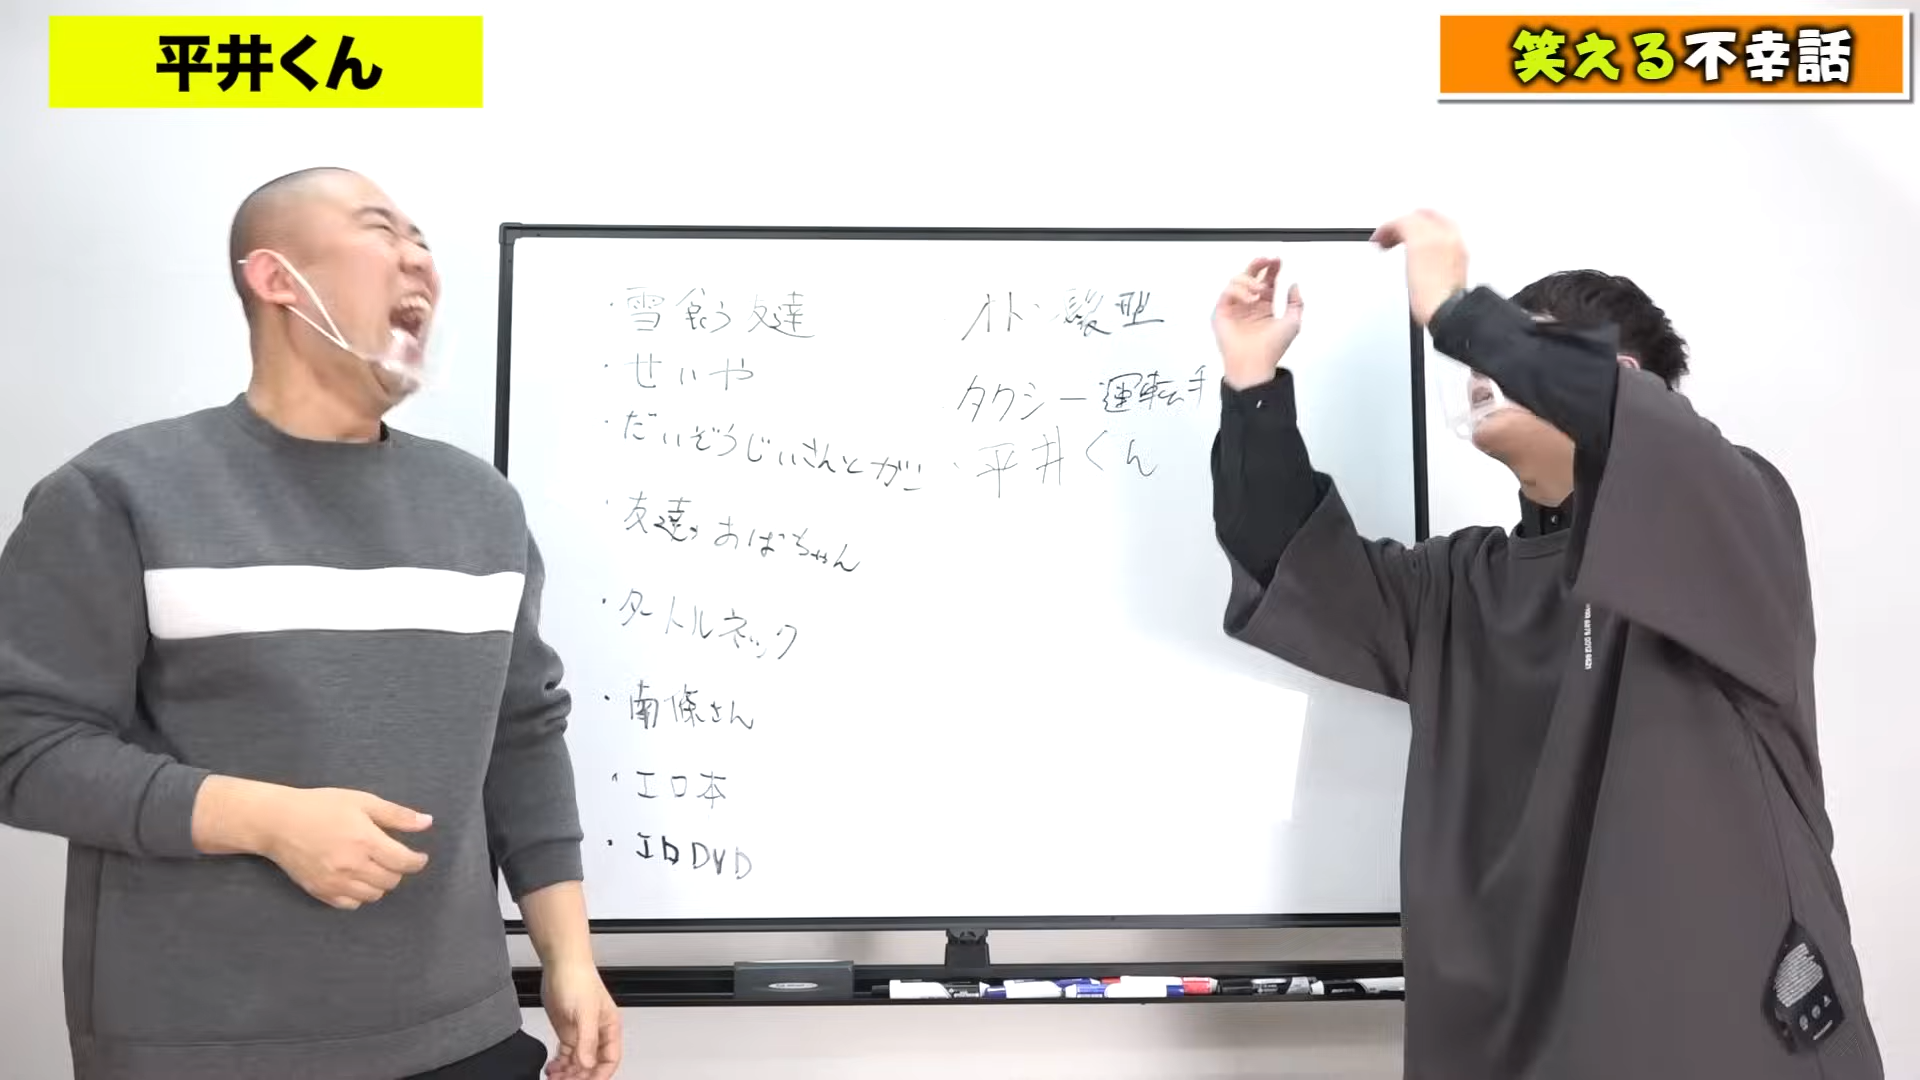 平井くん
笑える不幸話
・雪食う友達
・せいや
・だいぞうじいさんとガニ
・友達のおばちゃん
・タートルネック
・南條さん
・エロ本
・エロDVD
・オトン髪型
・タクシー運転手
・平井くん